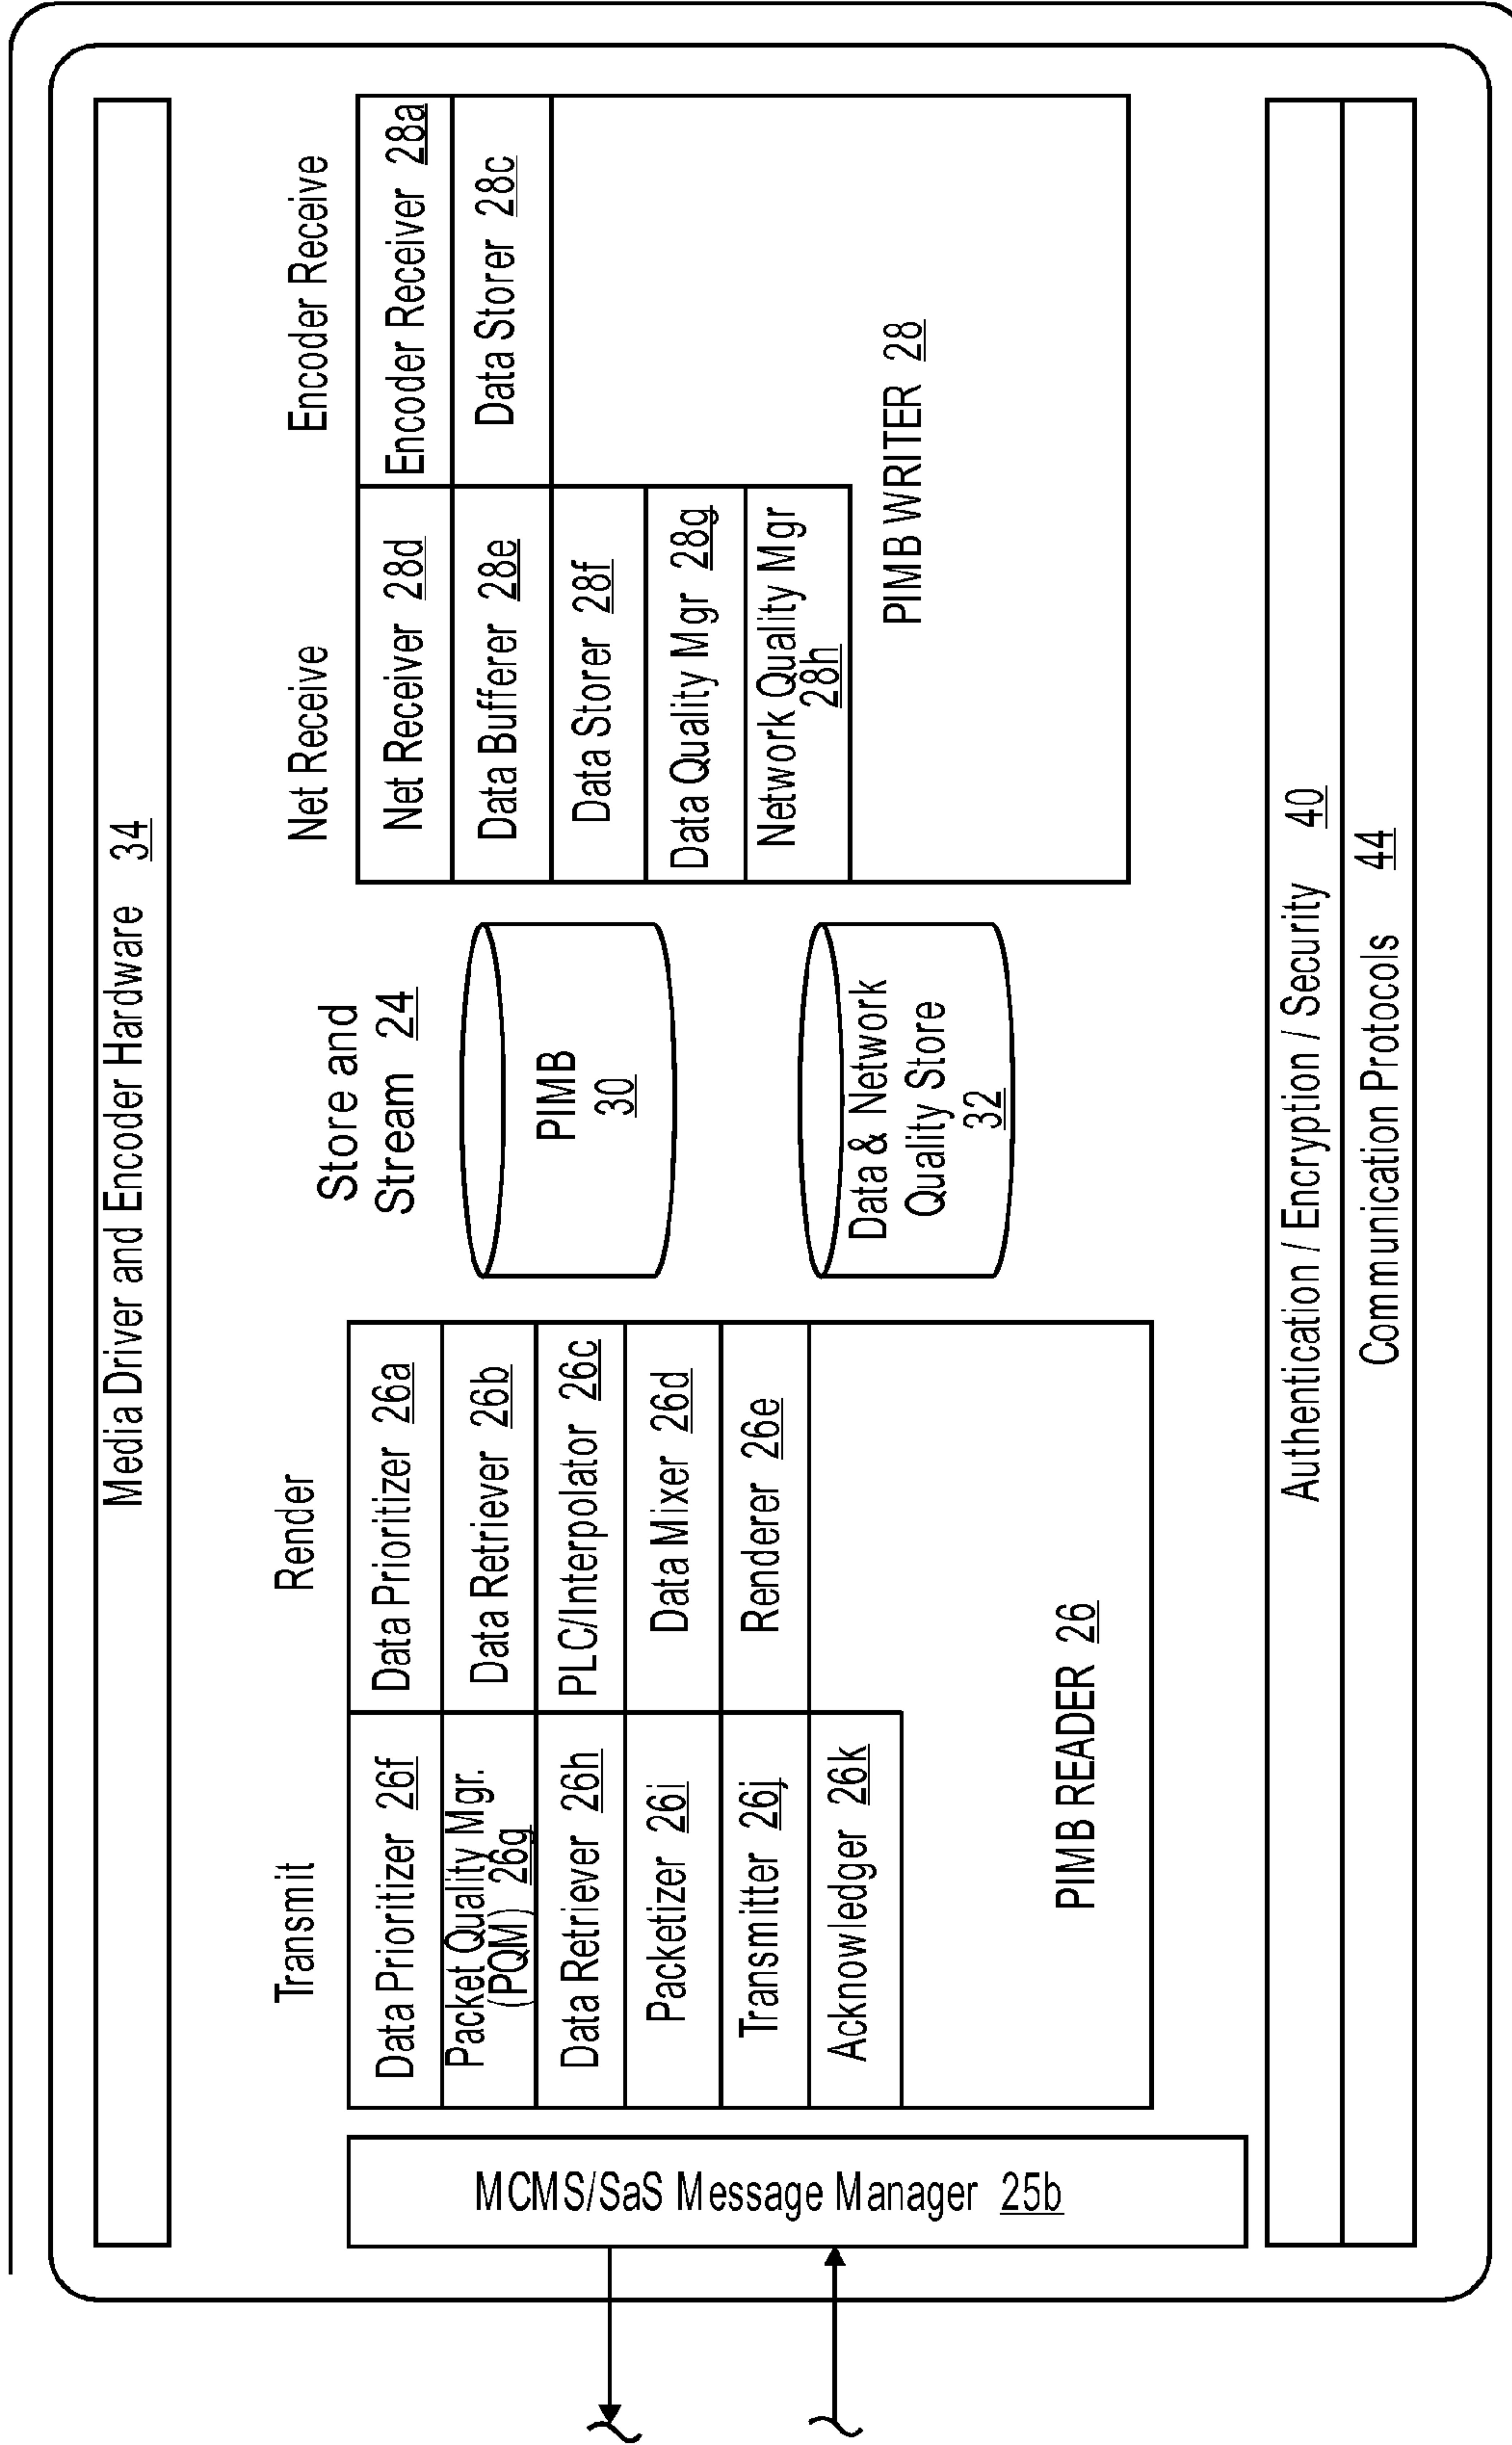 Media Driver and Encoder Hardware 34
Store and
Stream 24
Transmit
Render
Net Receive
Encoder Receive
MCMS/SaS Message Manager 25b
Data Prioritizer 26f
Packet Quality Mgr.
(PQM) 26g
Data Retriever 26h
Packetizer 26i
Transmitter 26j
Acknowledger 26k
Data Prioritizer 26a
Data Retriever 26b
PLC/Interpolator 26c
Data Mixer 26d
Renderer 26e
PIMB READER 26
PIMB
30
Data & Network
Quality Store
32
Net Receiver 28d
Data Bufferer 28e
Data Storer 28f
Data Quality Mgr 28g
Network Quality Mgr
28h
Encoder Receiver 28a
Data Storer 28c
PIMB WRITER 28
Authentication / Encryption / Security 40
Communication Protocols 44